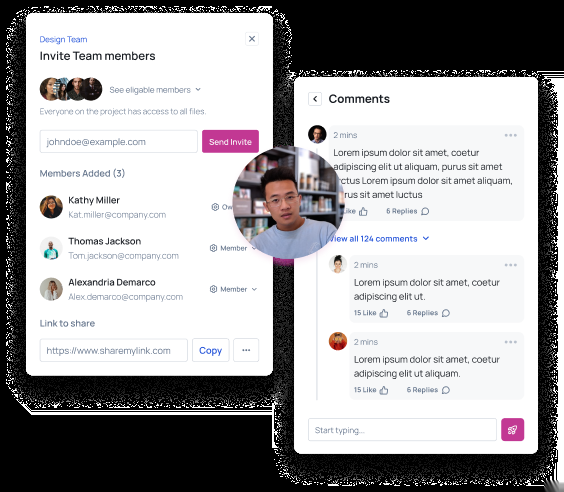 Design Team
Invite Team members
See eligable members
Everyone on the project has access to all files:
johndoe@example.com
Send Invite
Members Added (3)
Kathy Miller
Kat.miller@company.com
Thomas Jackson
Tom.jackson@company.com
Member
Alexandria Demarco
Alex.demarco@company.com
Member
Link to share
https://www.sharemylink.com
Copy
Comments
2 mins
Lorem ipsum dolor sit amet, coetur
adipiscing elit ut aliquam, purus sit amet
luctus Lorem ipsum dolor sit amet aliquam,
purus sit amet luctus
Like
6 Replies
View all 124 comments
2 mins
Lorem ipsum dolor sit amet, coetur
adipiscing elit ut.
15 Like
6 Replies
2 mins
Lorem ipsum dolor sit amet, coetur
adipiscing elit ut aliquam.
15 Like
6 Replies
Start typing...